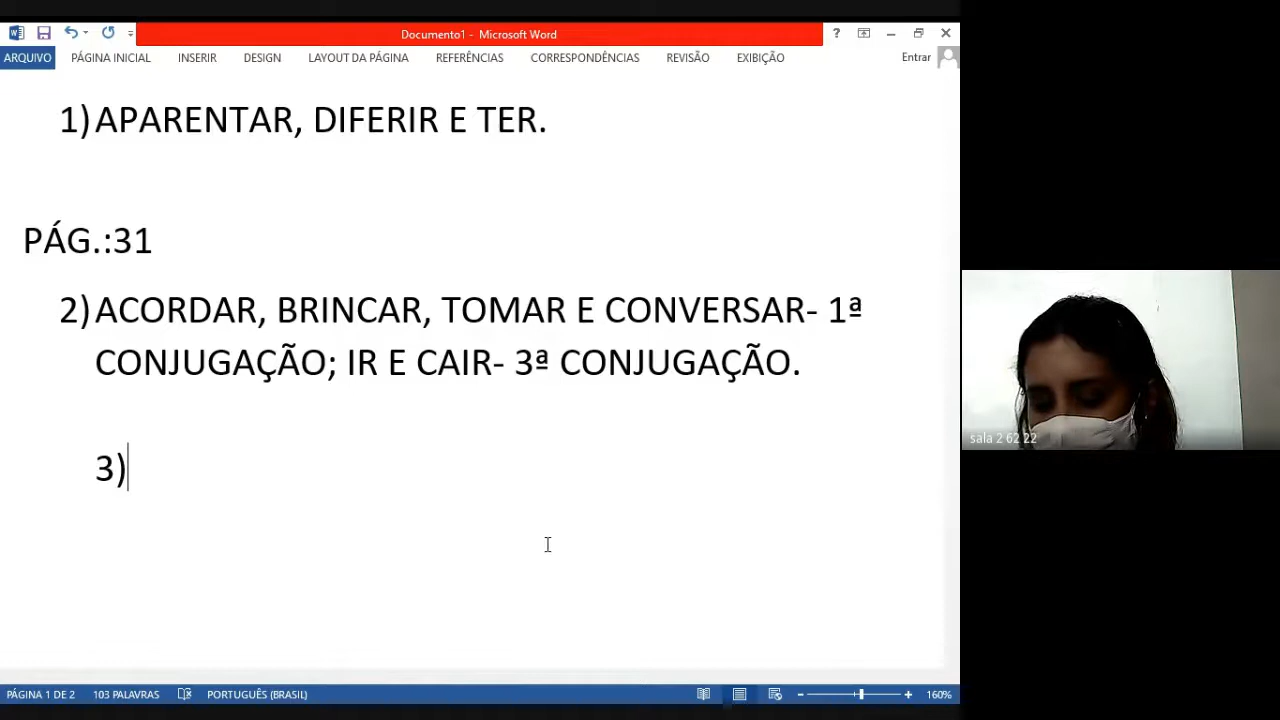 Documento1 - Microsoft Word
?
ARQUIVO PÁGINA INICIAL INSERIR DESIGN LAYOUT DA PÁGINA REFERÊNCIAS CORRESPONDÊNCIAS REVISÃO EXIBIÇÃO Entrar
1) APARENTAR, DIFERIR E TER.
PÁG.:31
2) ACORDAR, BRINCAR, TOMAR E CONVERSAR- 1ª
CONJUGAÇÃO; IR E CAIR- 3ª CONJUGAÇÃO.
3)
sala 2 62 22
PÁGINA 1 DE 2 103 PALAVRAS PORTUGUÊS (BRASIL) 160%